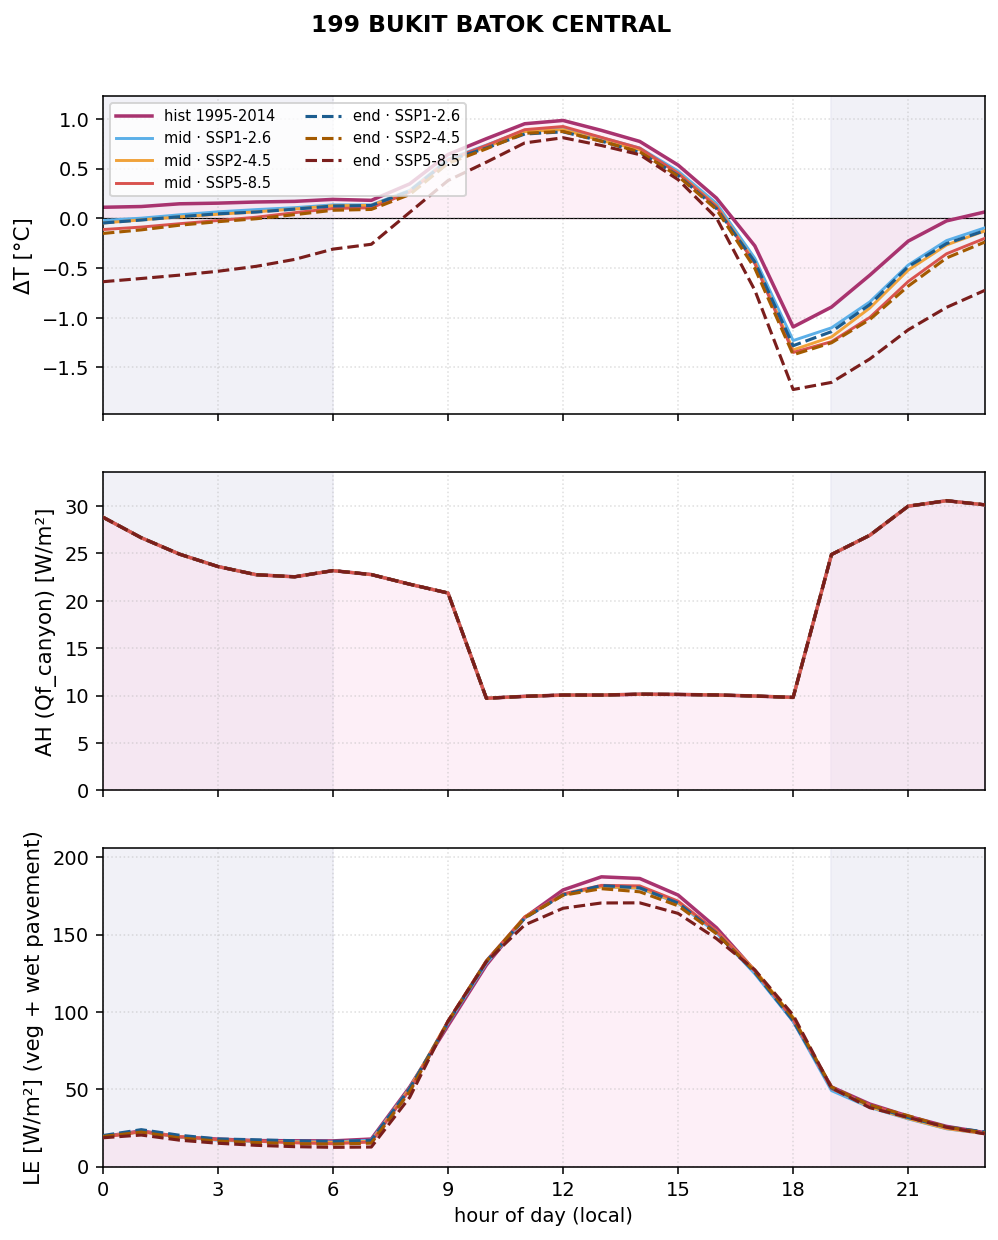 199 BUKIT BATOK CENTRAL
ΔT [°C]
1.0
0.5
0.0
−0.5
−1.0
−1.5
hist 1995-2014
mid · SSP1-2.6
mid · SSP2-4.5
mid · SSP5-8.5
end · SSP1-2.6
end · SSP2-4.5
end · SSP5-8.5
AH (Qf_canyon) [W/m²]
30
25
20
15
10
5
0
LE [W/m²] (veg + wet pavement)
200
150
100
50
0
0 3 6 9 12 15 18 21
hour of day (local)